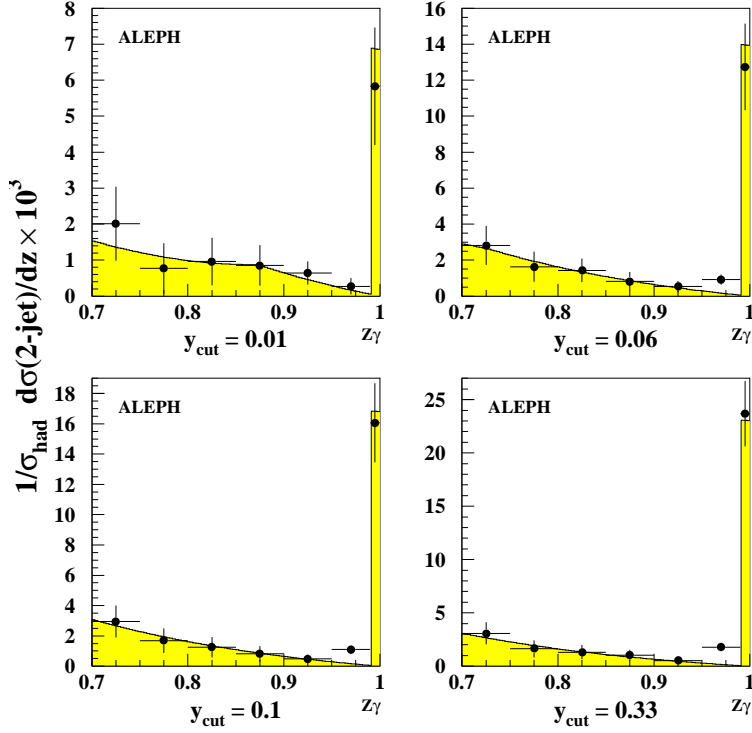 1/σhad dσ(2-jet)/dz × 10³
8
7
6
5
4
3
2
1
0
ALEPH
0.7 0.8 0.9 1
ycut = 0.01 zγ
16
14
12
10
8
6
4
2
0
ALEPH
0.7 0.8 0.9 1
ycut = 0.06 zγ
18
16
14
12
10
8
6
4
2
0
ALEPH
0.7 0.8 0.9 1
ycut = 0.1 zγ
25
20
15
10
5
0
ALEPH
0.7 0.8 0.9 1
ycut = 0.33 zγ